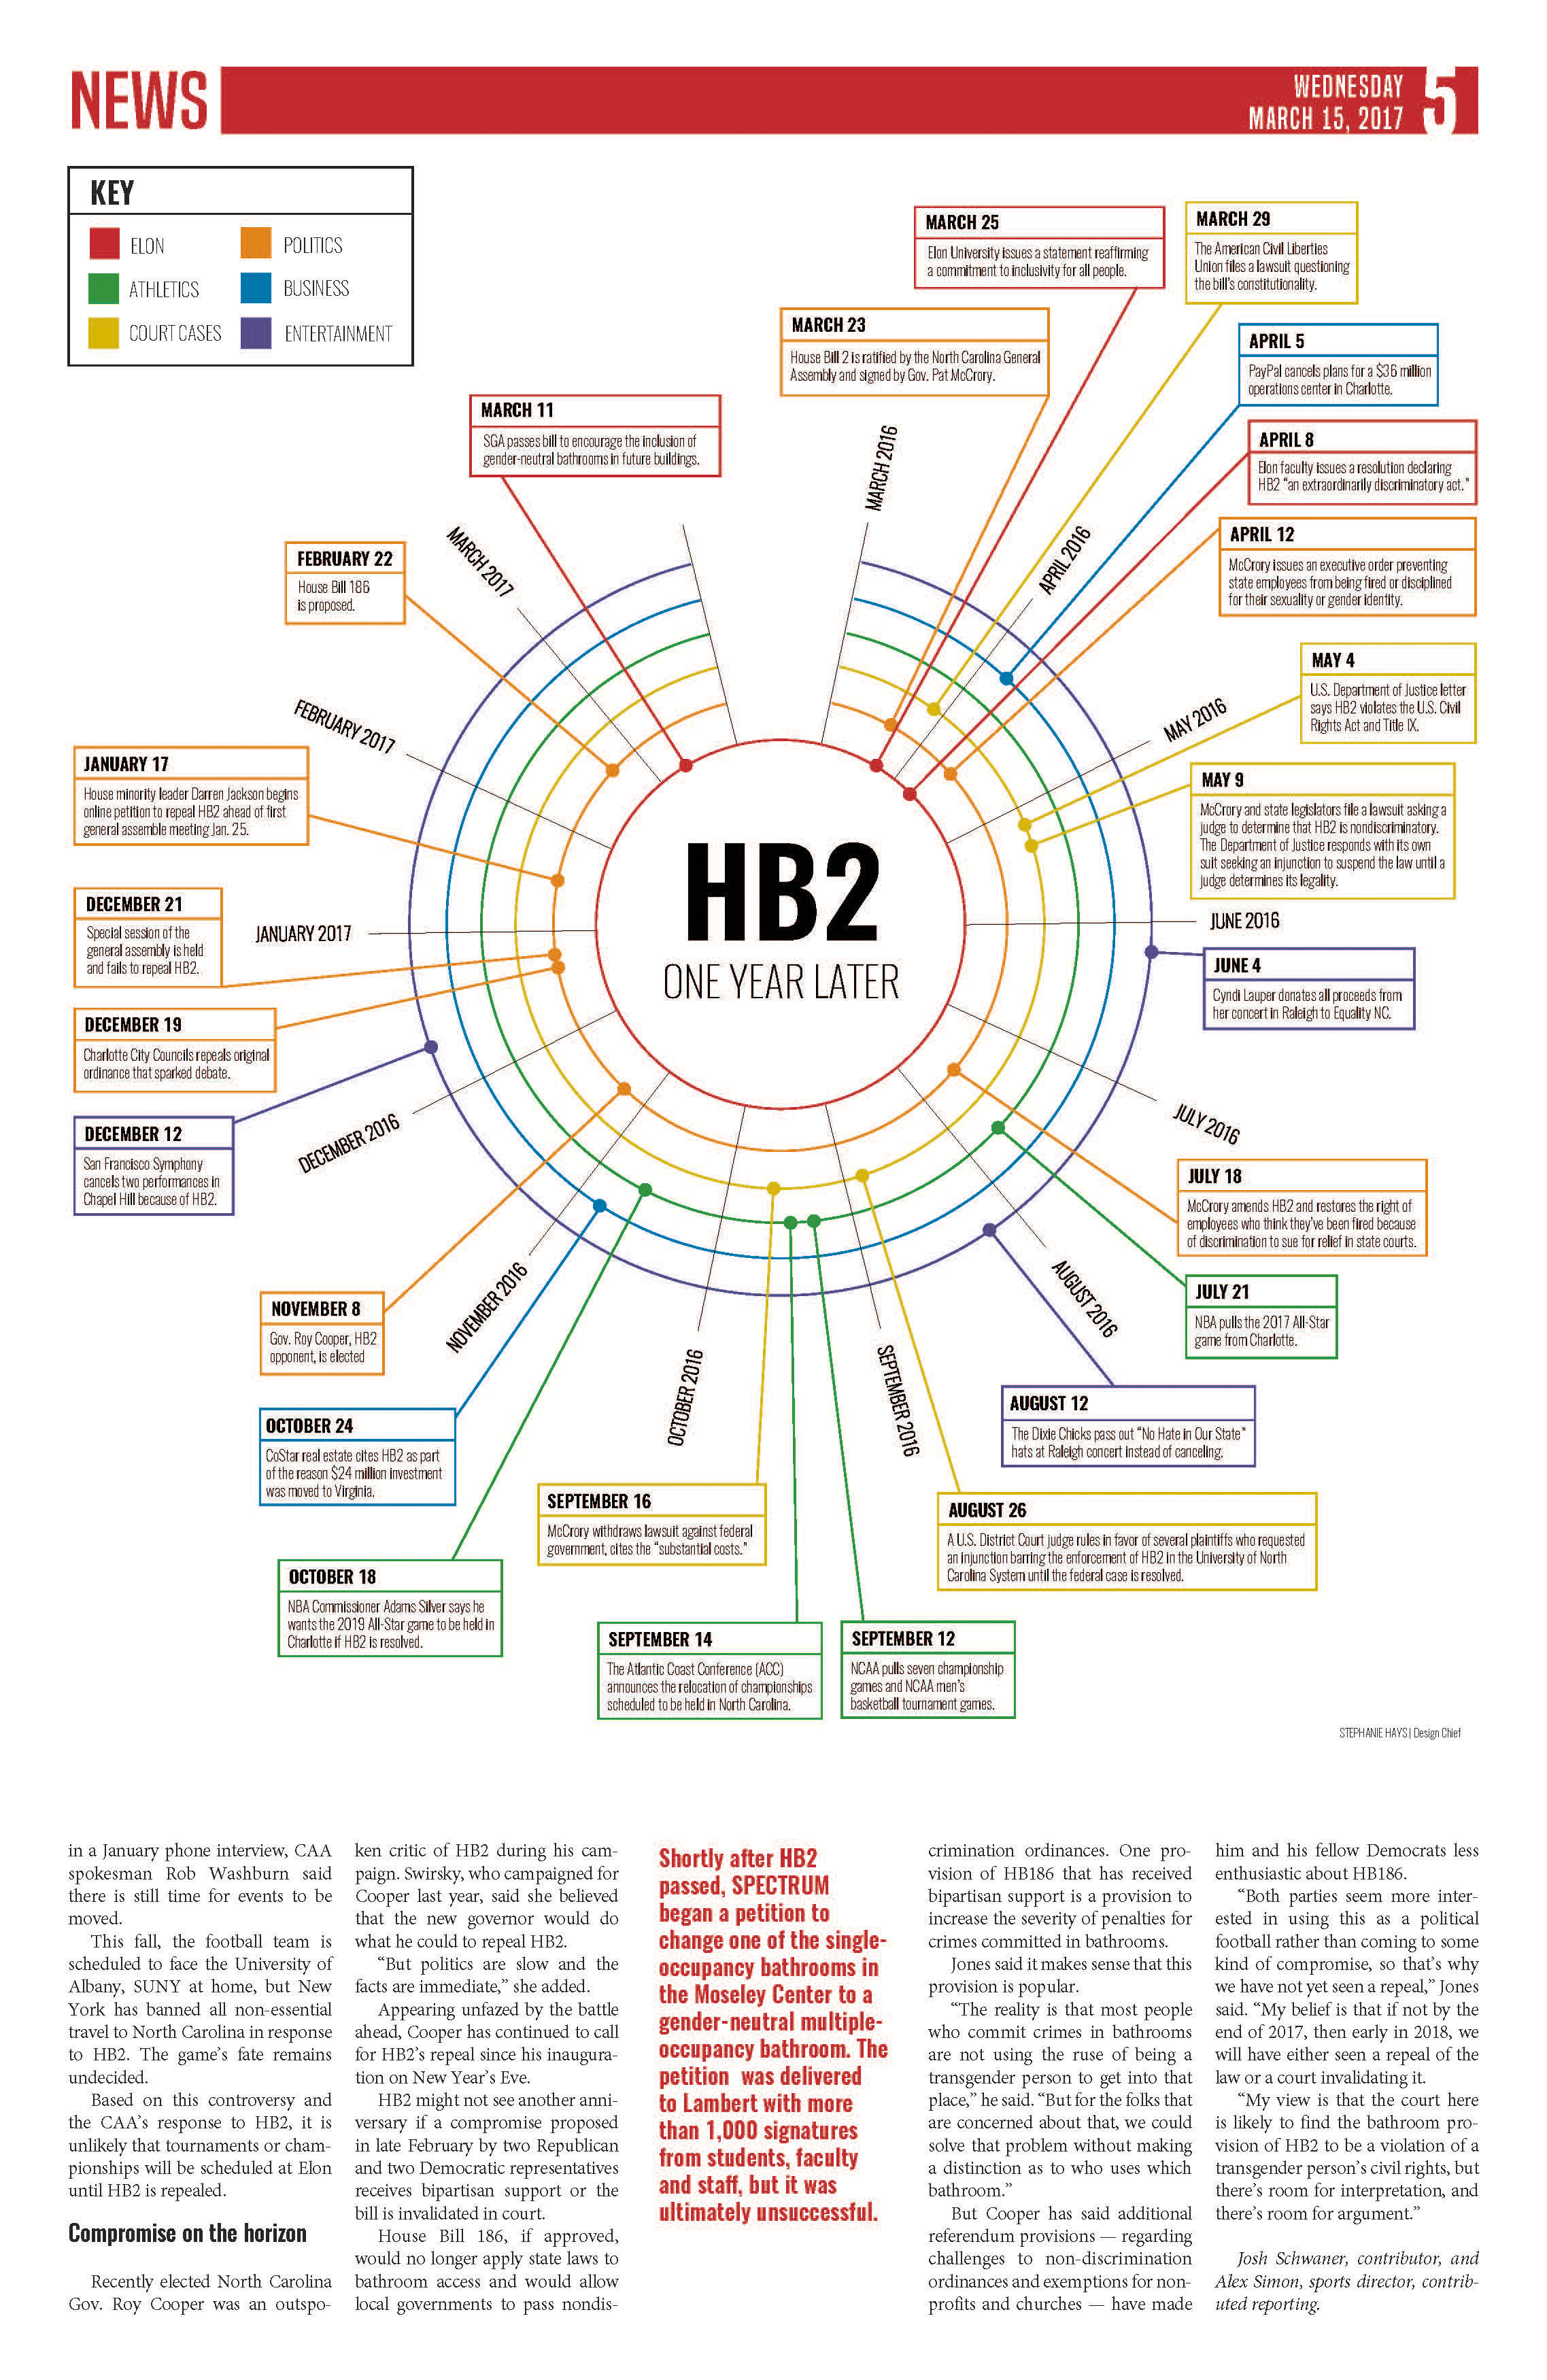 NEWS
WEDNESDAY
MARCH 15, 2017
5
KEY
ELON
POLITICS
ATHLETICS
BUSINESS
COURT CASES
ENTERTAINMENT
HB2
ONE YEAR LATER
MARCH 2016
MARCH 23
House Bill 2 is ratified by the North Carolina General
Assembly and signed by Gov. Pat McCrory.
MARCH 25
Elon University issues a statement reaffirming
a commitment to inclusivity for all people.
MARCH 29
The American Civil Liberties
Union files a lawsuit questioning
the bill's constitutionality.
APRIL 2016
APRIL 5
PayPal cancels plans for a $36 million
operations center in Charlotte.
APRIL 8
Elon faculty issues a resolution declaring
HB2 "an extraordinarily discriminatory act."
APRIL 12
McCrory issues an executive order preventing
state employees from being fired or disciplined
for their sexuality or gender identity.
MAY 2016
MAY 4
U.S. Department of Justice letter
says HB2 violates the U.S. Civil
Rights Act and Title IX.
MAY 9
McCrory and state legislators file a lawsuit asking a
judge to determine that HB2 is nondiscriminatory.
The Department of Justice responds with its own
suit seeking an injunction to suspend the law until a
judge determines its legality.
JUNE 2016
JUNE 4
Cyndi Lauper donates all proceeds from
her concert in Raleigh to Equality NC.
JULY 2016
JULY 18
McCrory amends HB2 and restores the right of
employees who think they've been fired because
of discrimination to sue for relief in state courts.
JULY 21
NBA pulls the 2017 All-Star
game from Charlotte.
AUGUST 2016
AUGUST 12
The Dixie Chicks pass out "No Hate in Our State"
hats at Raleigh concert instead of canceling.
AUGUST 26
A U.S. District Court judge rules in favor of several plaintiffs who requested
an injunction barring the enforcement of HB2 in the University of North
Carolina System until the federal case is resolved.
SEPTEMBER 2016
SEPTEMBER 12
NCAA pulls seven championship
games and NCAA men's
basketball tournament games.
SEPTEMBER 14
The Atlantic Coast Conference (ACC)
announces the relocation of championships
scheduled to be held in North Carolina.
SEPTEMBER 16
McCrory withdraws lawsuit against federal
government, cites the "substantial costs."
OCTOBER 2016
OCTOBER 18
NBA Commissioner Adams Silver says he
wants the 2019 All-Star game to be held in
Charlotte if HB2 is resolved.
OCTOBER 24
CoStar real estate cites HB2 as part
of the reason $24 million investment
was moved to Virginia.
NOVEMBER 2016
NOVEMBER 8
Gov. Roy Cooper, HB2
opponent, is elected
DECEMBER 2016
DECEMBER 12
San Francisco Symphony
cancels two performances in
Chapel Hill because of HB2.
DECEMBER 19
Charlotte City Councils repeals original
ordinance that sparked debate.
DECEMBER 21
Special session of the
general assembly is held
and fails to repeal HB2.
JANUARY 2017
JANUARY 17
House minority leader Darren Jackson begins
online petition to repeal HB2 ahead of first
general assemble meeting Jan. 25.
FEBRUARY 2017
FEBRUARY 22
House Bill 186
is proposed.
MARCH 2017
MARCH 11
SGA passes bill to encourage the inclusion of
gender-neutral bathrooms in future buildings.
STEPHANIE HAYS | Design Chief
in a January phone interview, CAA
spokesman Rob Washburn said
there is still time for events to be
moved.
This fall, the football team is
scheduled to face the University of
Albany, SUNY at home, but New
York has banned all non-essential
travel to North Carolina in response
to HB2. The game's fate remains
undecided.
Based on this controversy and
the CAA's response to HB2, it is
unlikely that tournaments or cham-
pionships will be scheduled at Elon
until HB2 is repealed.
Compromise on the horizon
Recently elected North Carolina
Gov. Roy Cooper was an outspo-
ken critic of HB2 during his cam-
paign. Swirsky, who campaigned for
Cooper last year, said she believed
that the new governor would do
what he could to repeal HB2.
"But politics are slow and the
facts are immediate," she added.
Appearing unfazed by the battle
ahead, Cooper has continued to call
for HB2's repeal since his inaugura-
tion on New Year's Eve.
HB2 might not see another anni-
versary if a compromise proposed
in late February by two Republican
and two Democratic representatives
receives bipartisan support or the
bill is invalidated in court.
House Bill 186, if approved,
would no longer apply state laws to
bathroom access and would allow
local governments to pass nondis-
Shortly after HB2
passed, SPECTRUM
began a petition to
change one of the single-
occupancy bathrooms in
the Moseley Center to a
gender-neutral multiple-
occupancy bathroom. The
petition was delivered
to Lambert with more
than 1,000 signatures
from students, faculty
and staff, but it was
ultimately unsuccessful.
crimination ordinances. One pro-
vision of HB186 that has received
bipartisan support is a provision to
increase the severity of penalties for
crimes committed in bathrooms.
Jones said it makes sense that this
provision is popular.
"The reality is that most people
who commit crimes in bathrooms
are not using the ruse of being a
transgender person to get into that
place," he said. "But for the folks that
are concerned about that, we could
solve that problem without making
a distinction as to who uses which
bathroom."
But Cooper has said additional
referendum provisions — regarding
challenges to non-discrimination
ordinances and exemptions for non-
profits and churches — have made
him and his fellow Democrats less
enthusiastic about HB186.
"Both parties seem more inter-
ested in using this as a political
football rather than coming to some
kind of compromise, so that's why
we have not yet seen a repeal," Jones
said. "My belief is that if not by the
end of 2017, then early in 2018, we
will have either seen a repeal of the
law or a court invalidating it.
"My view is that the court here
is likely to find the bathroom pro-
vision of HB2 to be a violation of a
transgender person's civil rights, but
there's room for interpretation, and
there's room for argument."
Josh Schwaner, contributor, and
Alex Simon, sports director, contrib-
uted reporting.